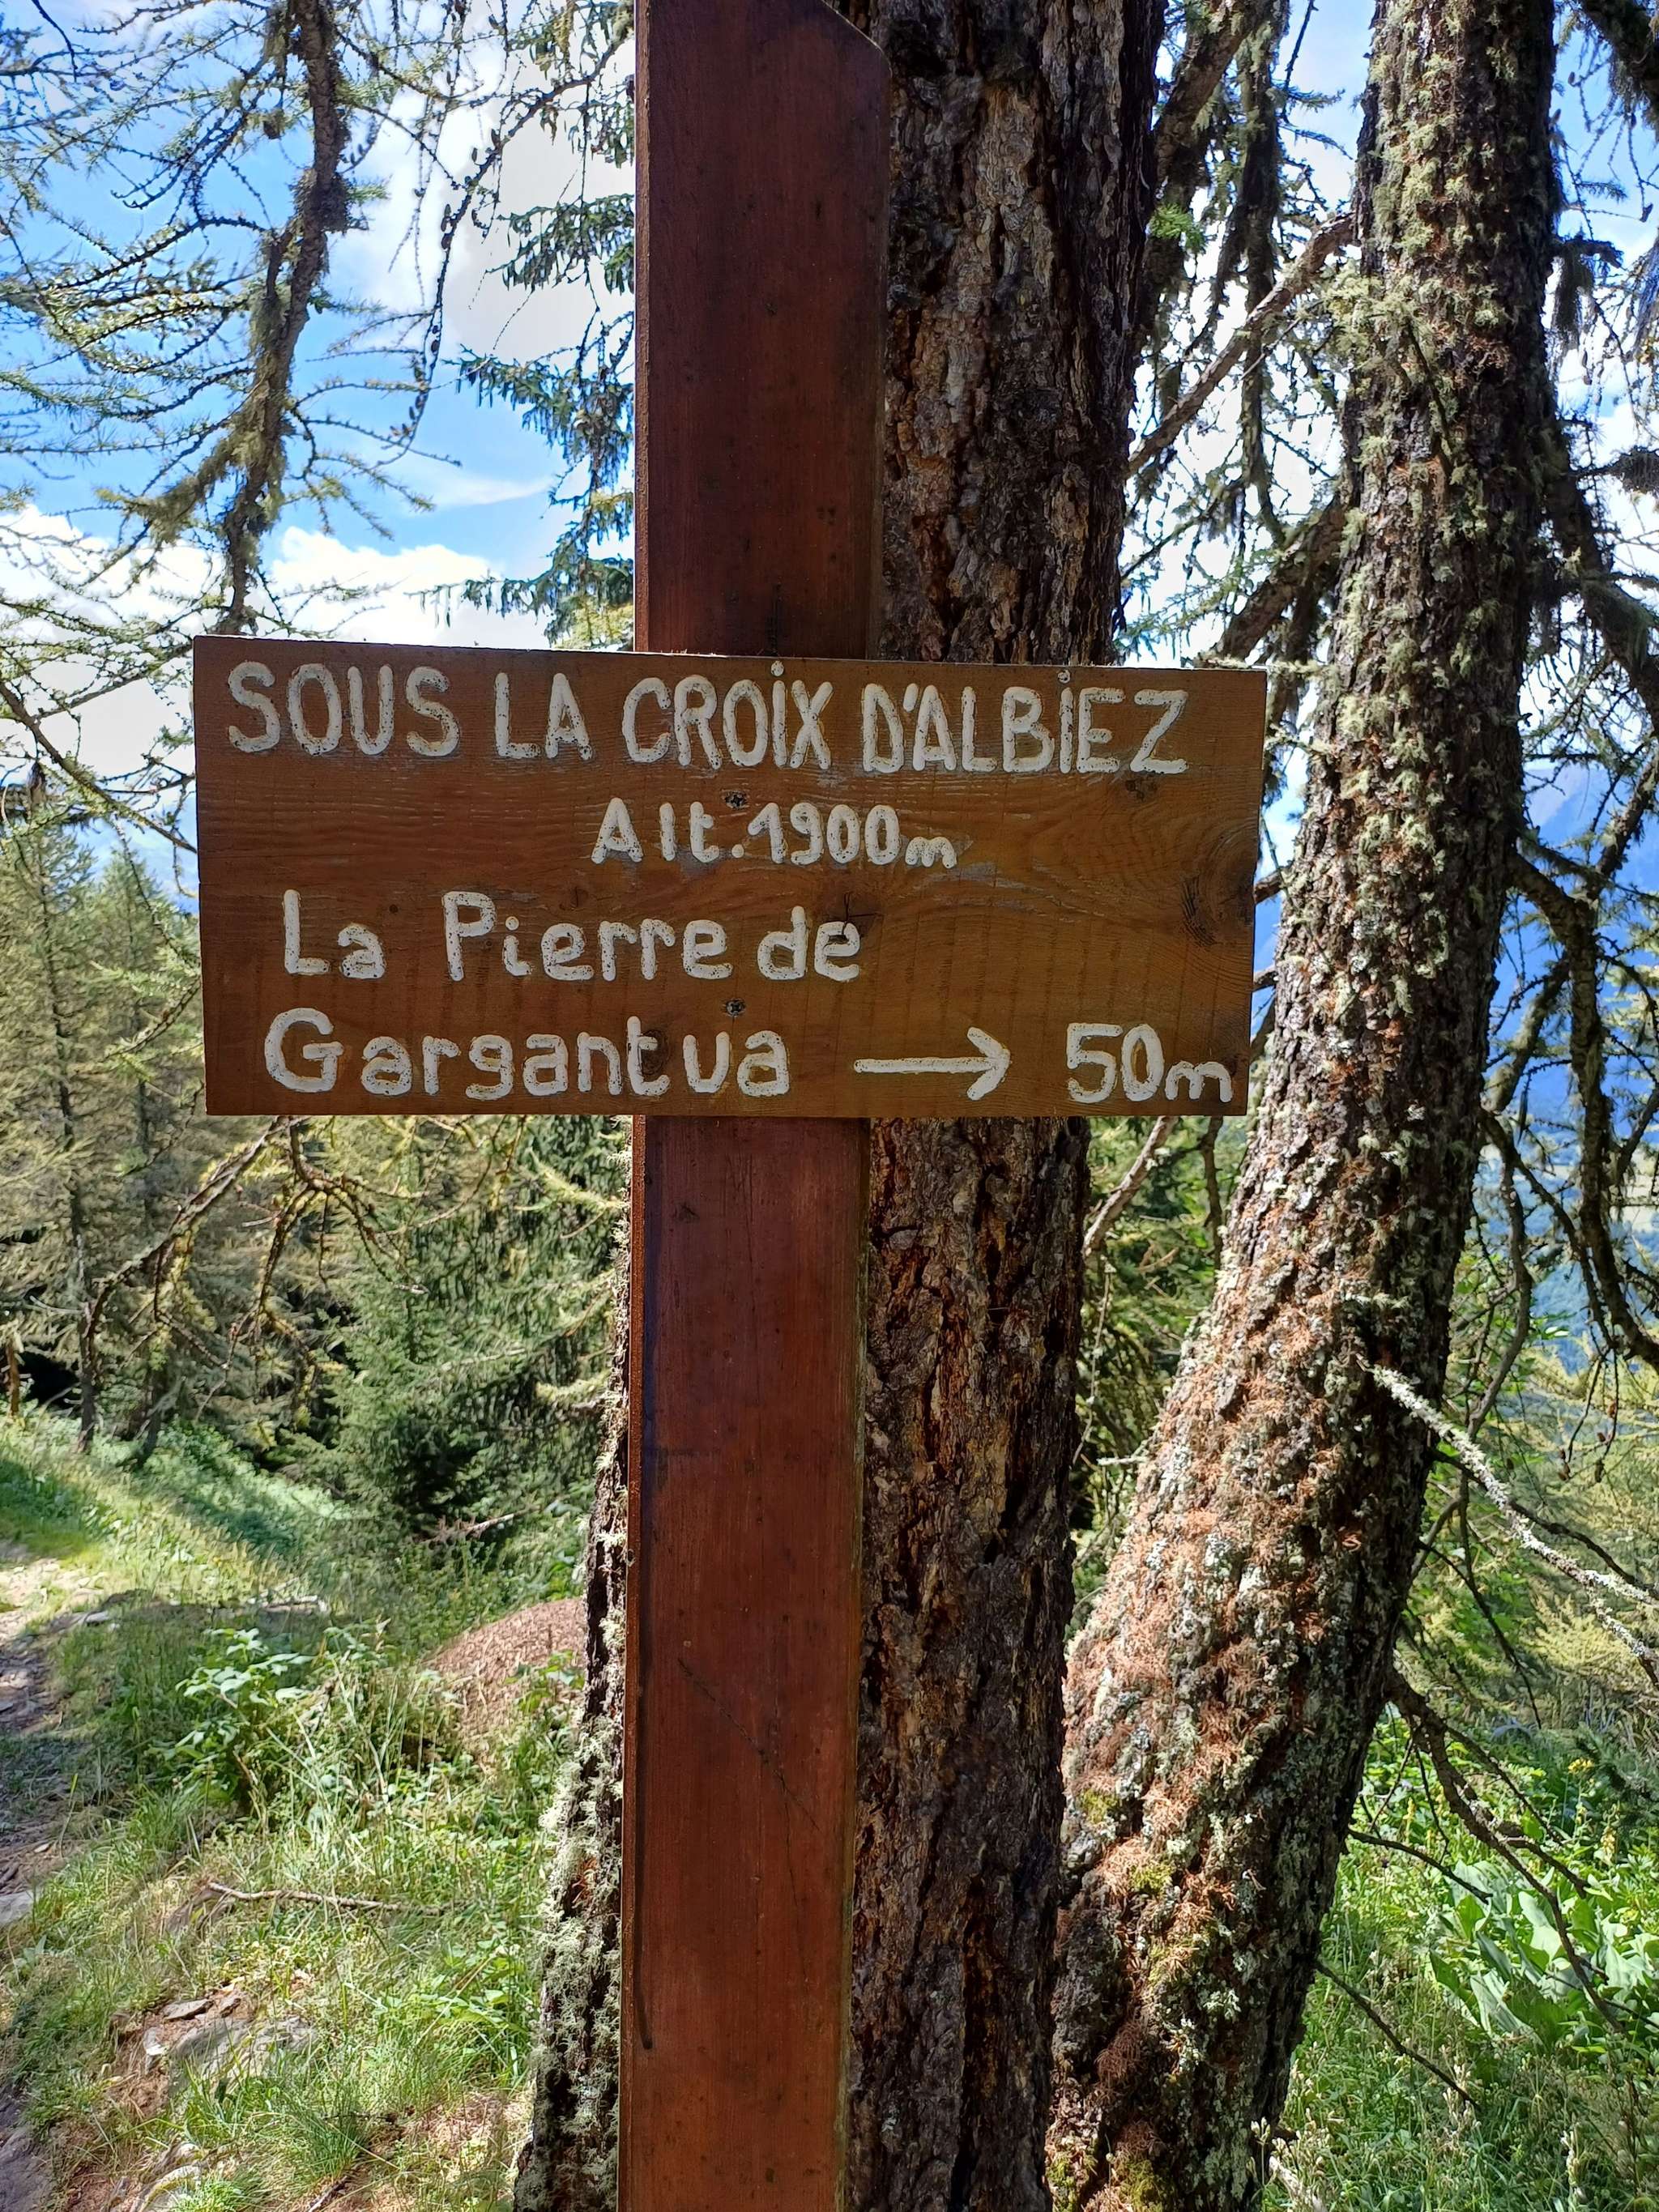 SOUS LA CROIX D'ALBIEZ
Alt. 1900m
La Pierre de
Gargantua → 50m